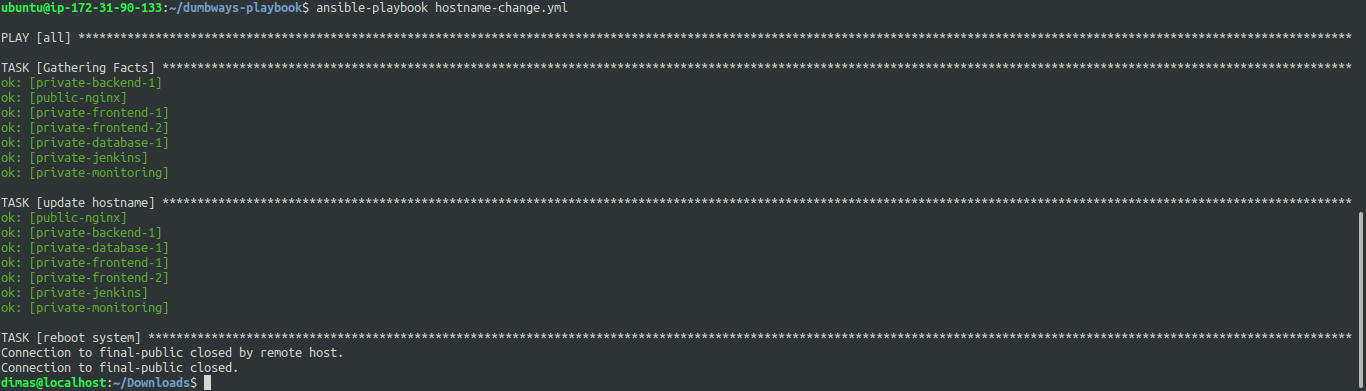 ubuntu@ip-172-31-90-133:~/dumbways-playbook$ ansible-playbook hostname-change.yml
PLAY [all] **********************************************************************************************************************************************************************************
TASK [Gathering Facts] **********************************************************************************************************************************************************************
ok: [private-backend-1]
ok: [public-nginx]
ok: [private-frontend-1]
ok: [private-frontend-2]
ok: [private-database-1]
ok: [private-jenkins]
ok: [private-monitoring]
TASK [update hostname] **********************************************************************************************************************************************************************
ok: [public-nginx]
ok: [private-backend-1]
ok: [private-database-1]
ok: [private-frontend-1]
ok: [private-frontend-2]
ok: [private-jenkins]
ok: [private-monitoring]
TASK [reboot system] ************************************************************************************************************************************************************************
Connection to final-public closed by remote host.
Connection to final-public closed.
dimas@localhost:~/Downloads$